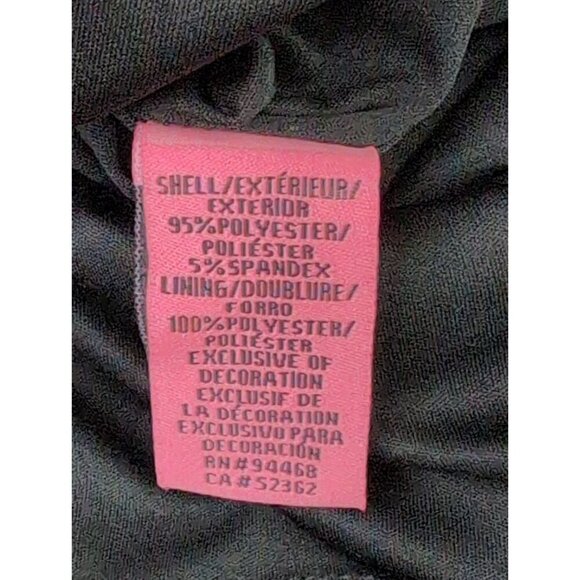 SHELL/EXTÉRIEUR/
EXTERIOR
95%POLYESTER/
POLIÉSTER
5%SPANDEX
LINING/DOUBLURE/
FORRO
100%POLYESTER/
POLIÉSTER
EXCLUSIVE OF
DECORATION
EXCLUSIF DE
LA DÉCORATION
EXCLUSIVO PARA
DECORACIÓN
RN#94468
CA#52362